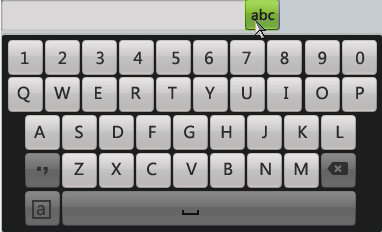 abc
1 2 3 4 5 6 7 8 9 0
Q W E R T Y U I O P
A S D F G H J K L
., Z X C V B N M
a